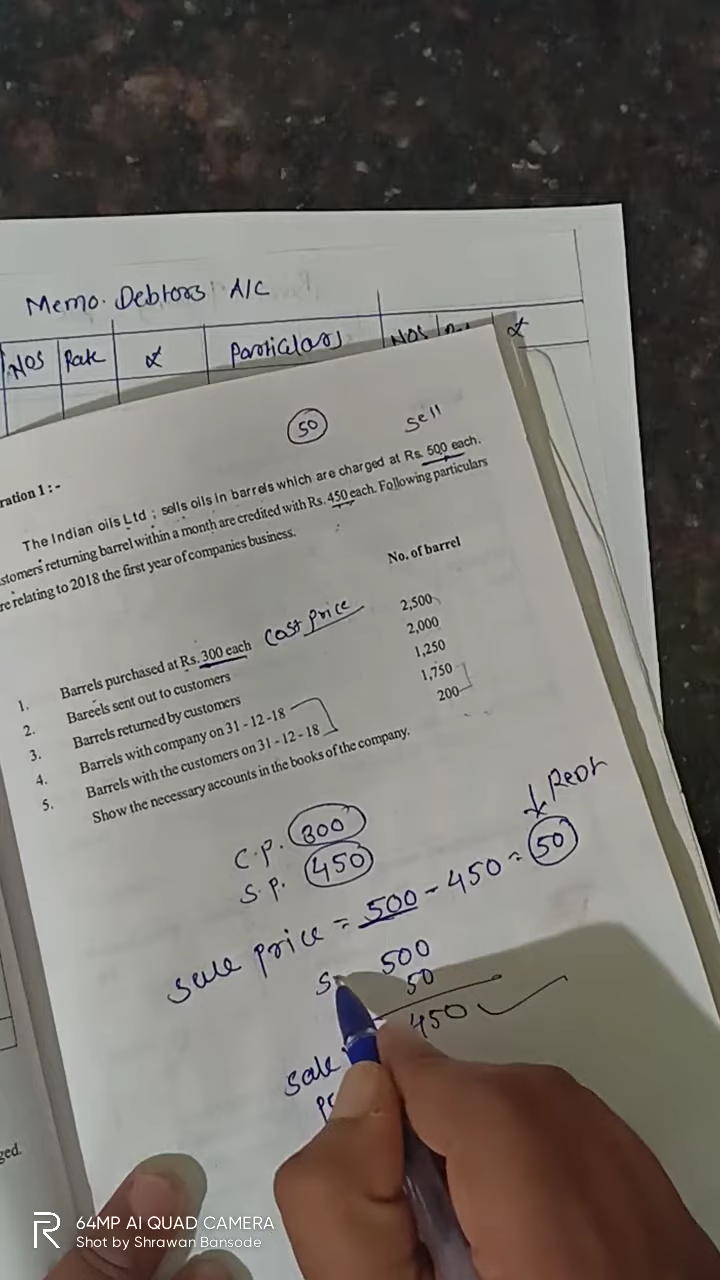 Memo. Debtors A/C
NOS Rate ₤ Particlars NOS ₤
50 Sell
ration 1 :-
The Indian oils Ltd ; sells oils in barrels which are charged at Rs. 500 each.
stomers returning barrel within a month are credited with Rs. 450 each. Following particulars
re relating to 2018 the first year of companies business.
No. of barrel
1. Barrels purchased at Rs. 300 each Cost price 2,500
2. Bareels sent out to customers 2,000
3. Barrels returned by customers 1,250
4. Barrels with company on 31 - 12 - 18 1,750
5. Barrels with the customers on 31 - 12 - 18 200
Show the necessary accounts in the books of the company.
C.P. 300
S.P. 450
Rent
Sale price = 500 - 450 = 50
500
50
450
Sale
ged.
64MP AI QUAD CAMERA
Shot by Shrawan Bansode